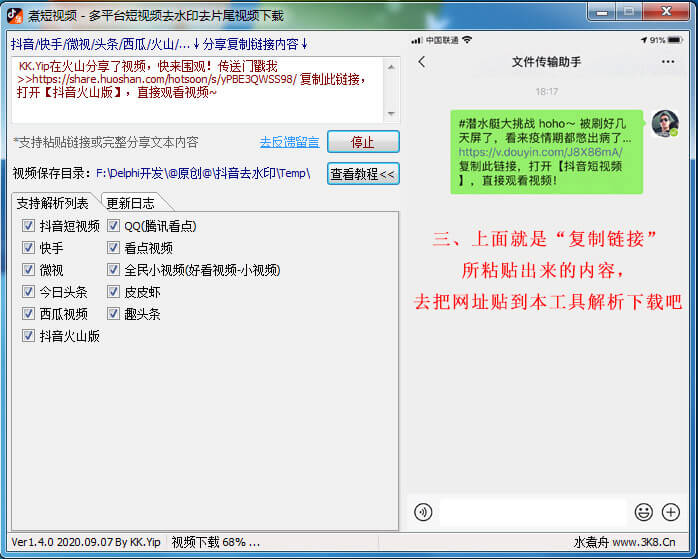 煮短视频 - 多平台短视频去水印去片尾视频下载
抖音/快手/微视/头条/西瓜/火山/...↓分享复制链接内容↓
KK.Yip在火山分享了视频，快来围观！传送门戳我
>>https://share.huoshan.com/hotsoon/s/yPBE3QWSS98/ 复制此链接，
打开【抖音火山版】，直接观看视频~
*支持粘贴链接或完整分享文本内容
去反馈留言
停止
视频保存目录：F:\Delphi开发\@原创@\抖音去水印\Temp\
查看教程<<
支持解析列表
更新日志
抖音短视频
QQ(腾讯看点)
快手
看点视频
微视
全民小视频(好看视频-小视频)
今日头条
皮皮虾
西瓜视频
趣头条
抖音火山版
中国联通
91%
文件传输助手
18:17
#潜水艇大挑战 hoho～ 被刷好几
天屏了，看来疫情期都憋出病了...
https://v.douyin.com/J8X86mA/
复制此链接，打开【抖音短视频
】，直接观看视频！
三、上面就是“复制链接”
所粘贴出来的内容，
去把网址贴到本工具解析下载吧
Ver1.4.0 2020.09.07 By KK.Yip
视频下载 68% ...
水煮舟 www.3K8.Cn